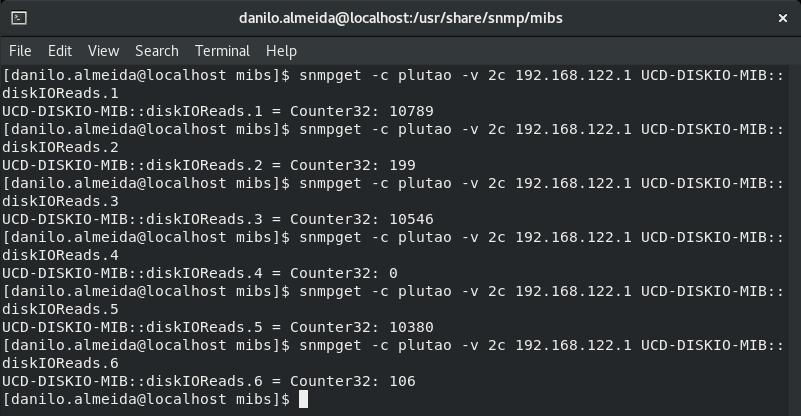 danilo.almeida@localhost:/usr/share/snmp/mibs
File Edit View Search Terminal Help
[danilo.almeida@localhost mibs]$ snmpget -c plutao -v 2c 192.168.122.1 UCD-DISKIO-MIB::
diskIOReads.1
UCD-DISKIO-MIB::diskIOReads.1 = Counter32: 10789
[danilo.almeida@localhost mibs]$ snmpget -c plutao -v 2c 192.168.122.1 UCD-DISKIO-MIB::
diskIOReads.2
UCD-DISKIO-MIB::diskIOReads.2 = Counter32: 199
[danilo.almeida@localhost mibs]$ snmpget -c plutao -v 2c 192.168.122.1 UCD-DISKIO-MIB::
diskIOReads.3
UCD-DISKIO-MIB::diskIOReads.3 = Counter32: 10546
[danilo.almeida@localhost mibs]$ snmpget -c plutao -v 2c 192.168.122.1 UCD-DISKIO-MIB::
diskIOReads.4
UCD-DISKIO-MIB::diskIOReads.4 = Counter32: 0
[danilo.almeida@localhost mibs]$ snmpget -c plutao -v 2c 192.168.122.1 UCD-DISKIO-MIB::
diskIOReads.5
UCD-DISKIO-MIB::diskIOReads.5 = Counter32: 10380
[danilo.almeida@localhost mibs]$ snmpget -c plutao -v 2c 192.168.122.1 UCD-DISKIO-MIB::
diskIOReads.6
UCD-DISKIO-MIB::diskIOReads.6 = Counter32: 106
[danilo.almeida@localhost mibs]$